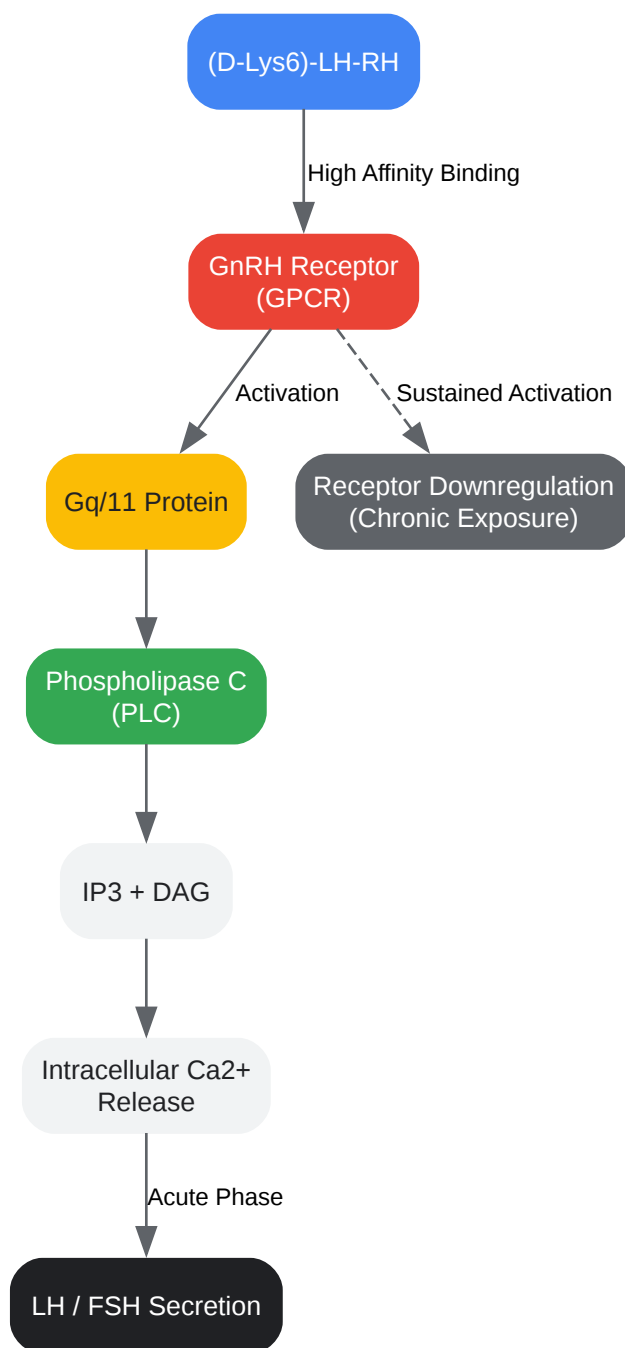 (D-Lys6)-LH-RH
High Affinity Binding
GnRH Receptor
(GPCR)
Activation
Sustained Activation
Gq/11 Protein
Receptor Downregulation
(Chronic Exposure)
Phospholipase C
(PLC)
IP3 + DAG
Intracellular Ca2+
Release
Acute Phase
LH / FSH Secretion